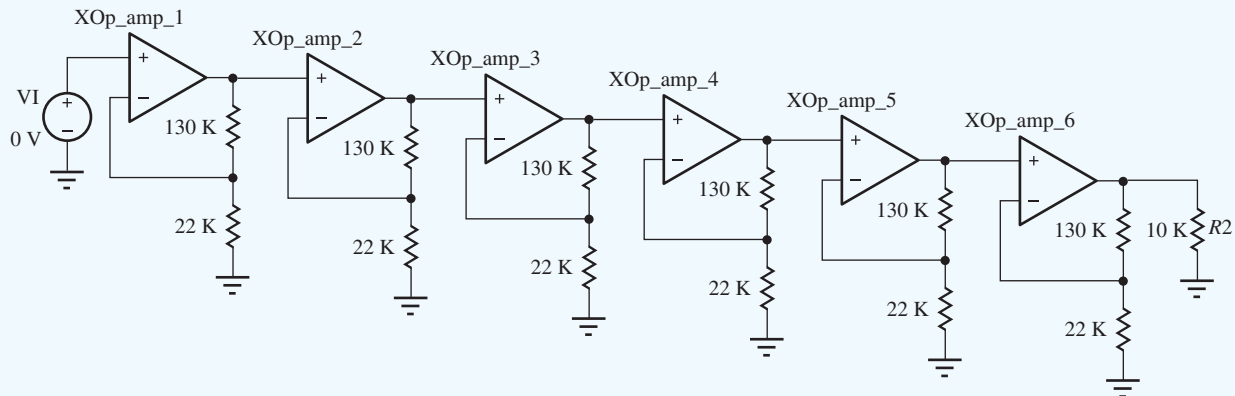 XOp_amp_1
XOp_amp_2
XOp_amp_3
XOp_amp_4
XOp_amp_5
XOp_amp_6
VI
0 V
+
−
+
−
130 K
22 K
+
−
130 K
22 K
+
−
130 K
22 K
+
−
130 K
22 K
+
−
130 K
22 K
+
−
130 K
22 K
10 K
R2